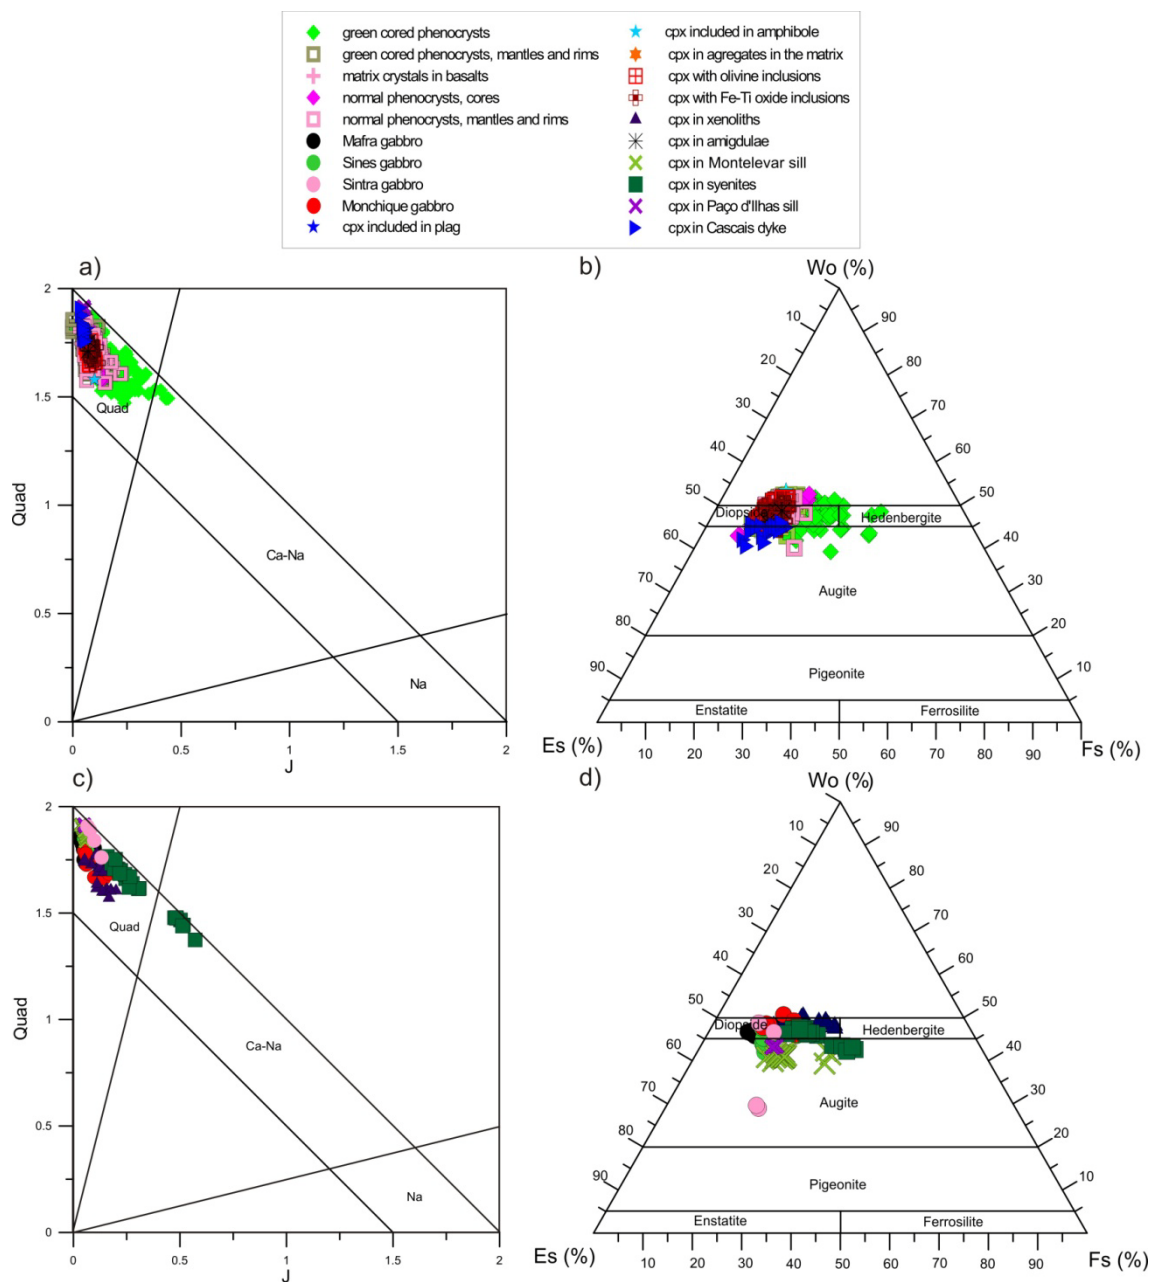 green cored phenocrysts
green cored phenocrysts, mantles and rims
matrix crystals in basalts
normal phenocrysts, cores
normal phenocrysts, mantles and rims
Mafra gabbro
Sines gabbro
Sintra gabbro
Monchique gabbro
cpx included in plag
cpx included in amphibole
cpx in agregates in the matrix
cpx with olivine inclusions
cpx with Fe-Ti oxide inclusions
cpx in xenoliths
cpx in amigdulae
cpx in Montelevar sill
cpx in syenites
cpx in Paço d'Ilhas sill
cpx in Cascais dyke
a)
2
1.5
1
0.5
0
Quad
Quad
Ca-Na
Na
0
0.5
1
1.5
2
J
b)
Wo (%)
10
20
30
40
50
60
70
80
90
90
80
70
60
50
40
30
20
10
Diopside
Hedenbergite
Augite
Pigeonite
Enstatite
Ferrosilite
Es (%)
10
20
30
40
50
60
70
80
90
Fs (%)
c)
2
1.5
1
0.5
0
Quad
Quad
Ca-Na
Na
0
0.5
1
1.5
2
J
d)
Wo (%)
10
20
30
40
50
60
70
80
90
90
80
70
60
50
40
30
20
10
Diopside
Hedenbergite
Augite
Pigeonite
Enstatite
Ferrosilite
Es (%)
10
20
30
40
50
60
70
80
90
Fs (%)